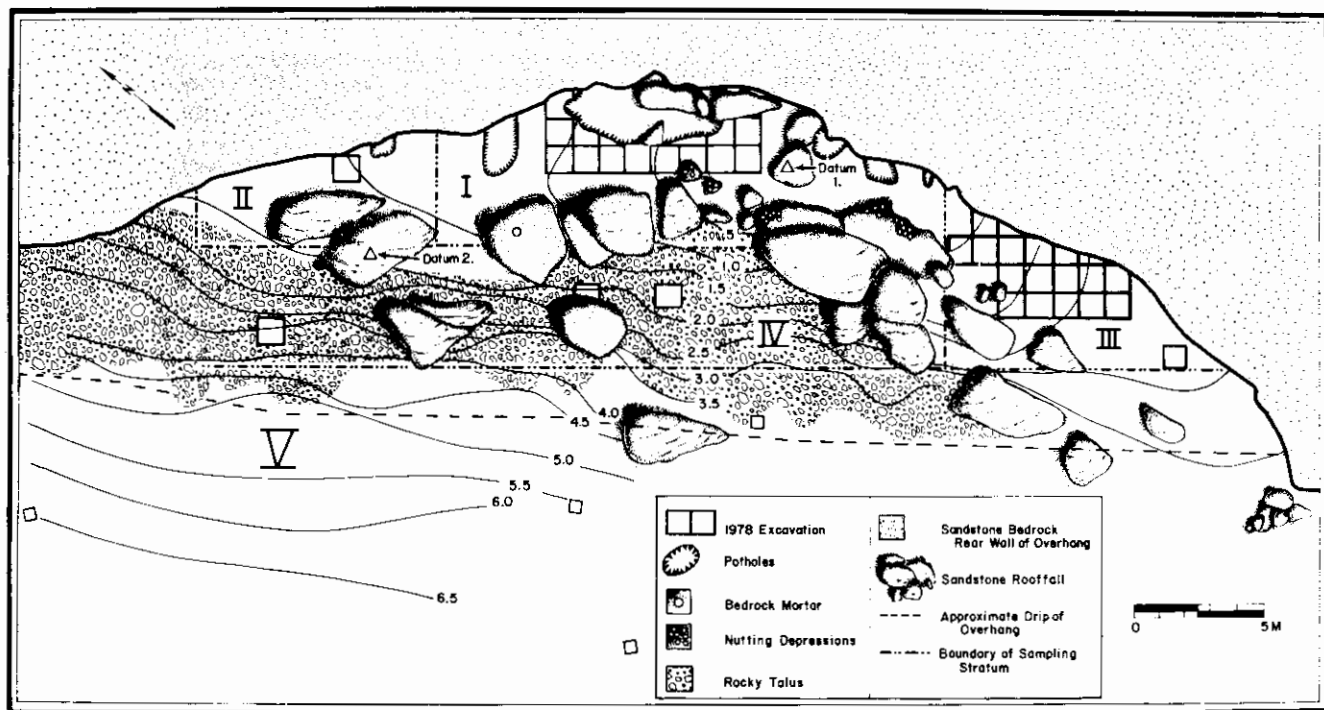 N
I
II
Datum
1.
Datum 2.
.5
1.0
1.5
2.0
IV
2.5
III
3.0
3.5
4.0
4.5
V
5.0
5.5
6.0
6.5
1978 Excavation
Potholes
Bedrock Mortar
Nutting Depressions
Rocky Talus
Sandstone Bedrock
Rear Wall of Overhang
Sandstone Rooffall
Approximate Drip of
Overhang
Boundary of Sampling
Stratum
0 5 M